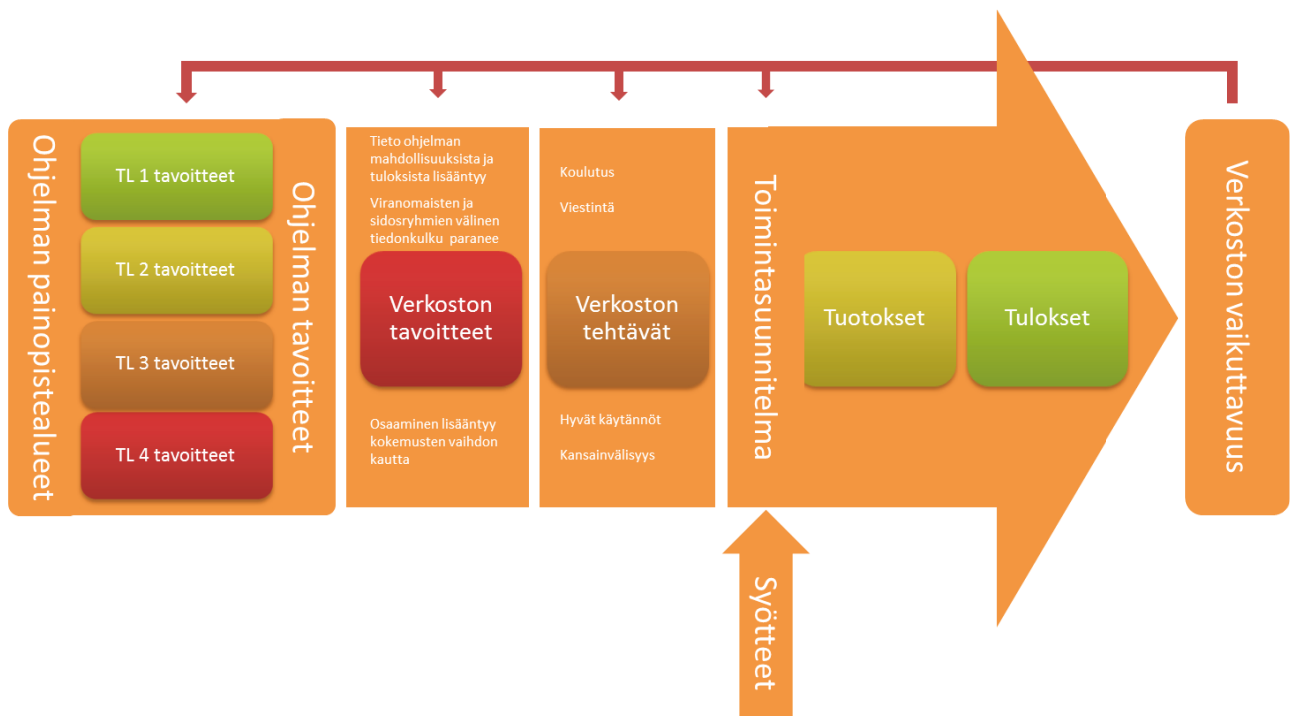 Ohjelman painopistealueet
TL 1 tavoitteet
TL 2 tavoitteet
TL 3 tavoitteet
TL 4 tavoitteet
Ohjelman tavoitteet
Tieto ohjelman
mahdollisuuksista ja
tuloksista lisääntyy
Viranomaisten ja
sidosryhmien välinen
tiedonkulku paranee
Verkoston
tavoitteet
Osaaminen lisääntyy
kokemusten vaihdon
kautta
Koulutus
Viestintä
Verkoston
tehtävät
Hyvät käytännöt
Kansainvälisyys
Toimintasuunnitelma
Syötteet
Tuotokset
Tulokset
Verkoston vaikuttavuus